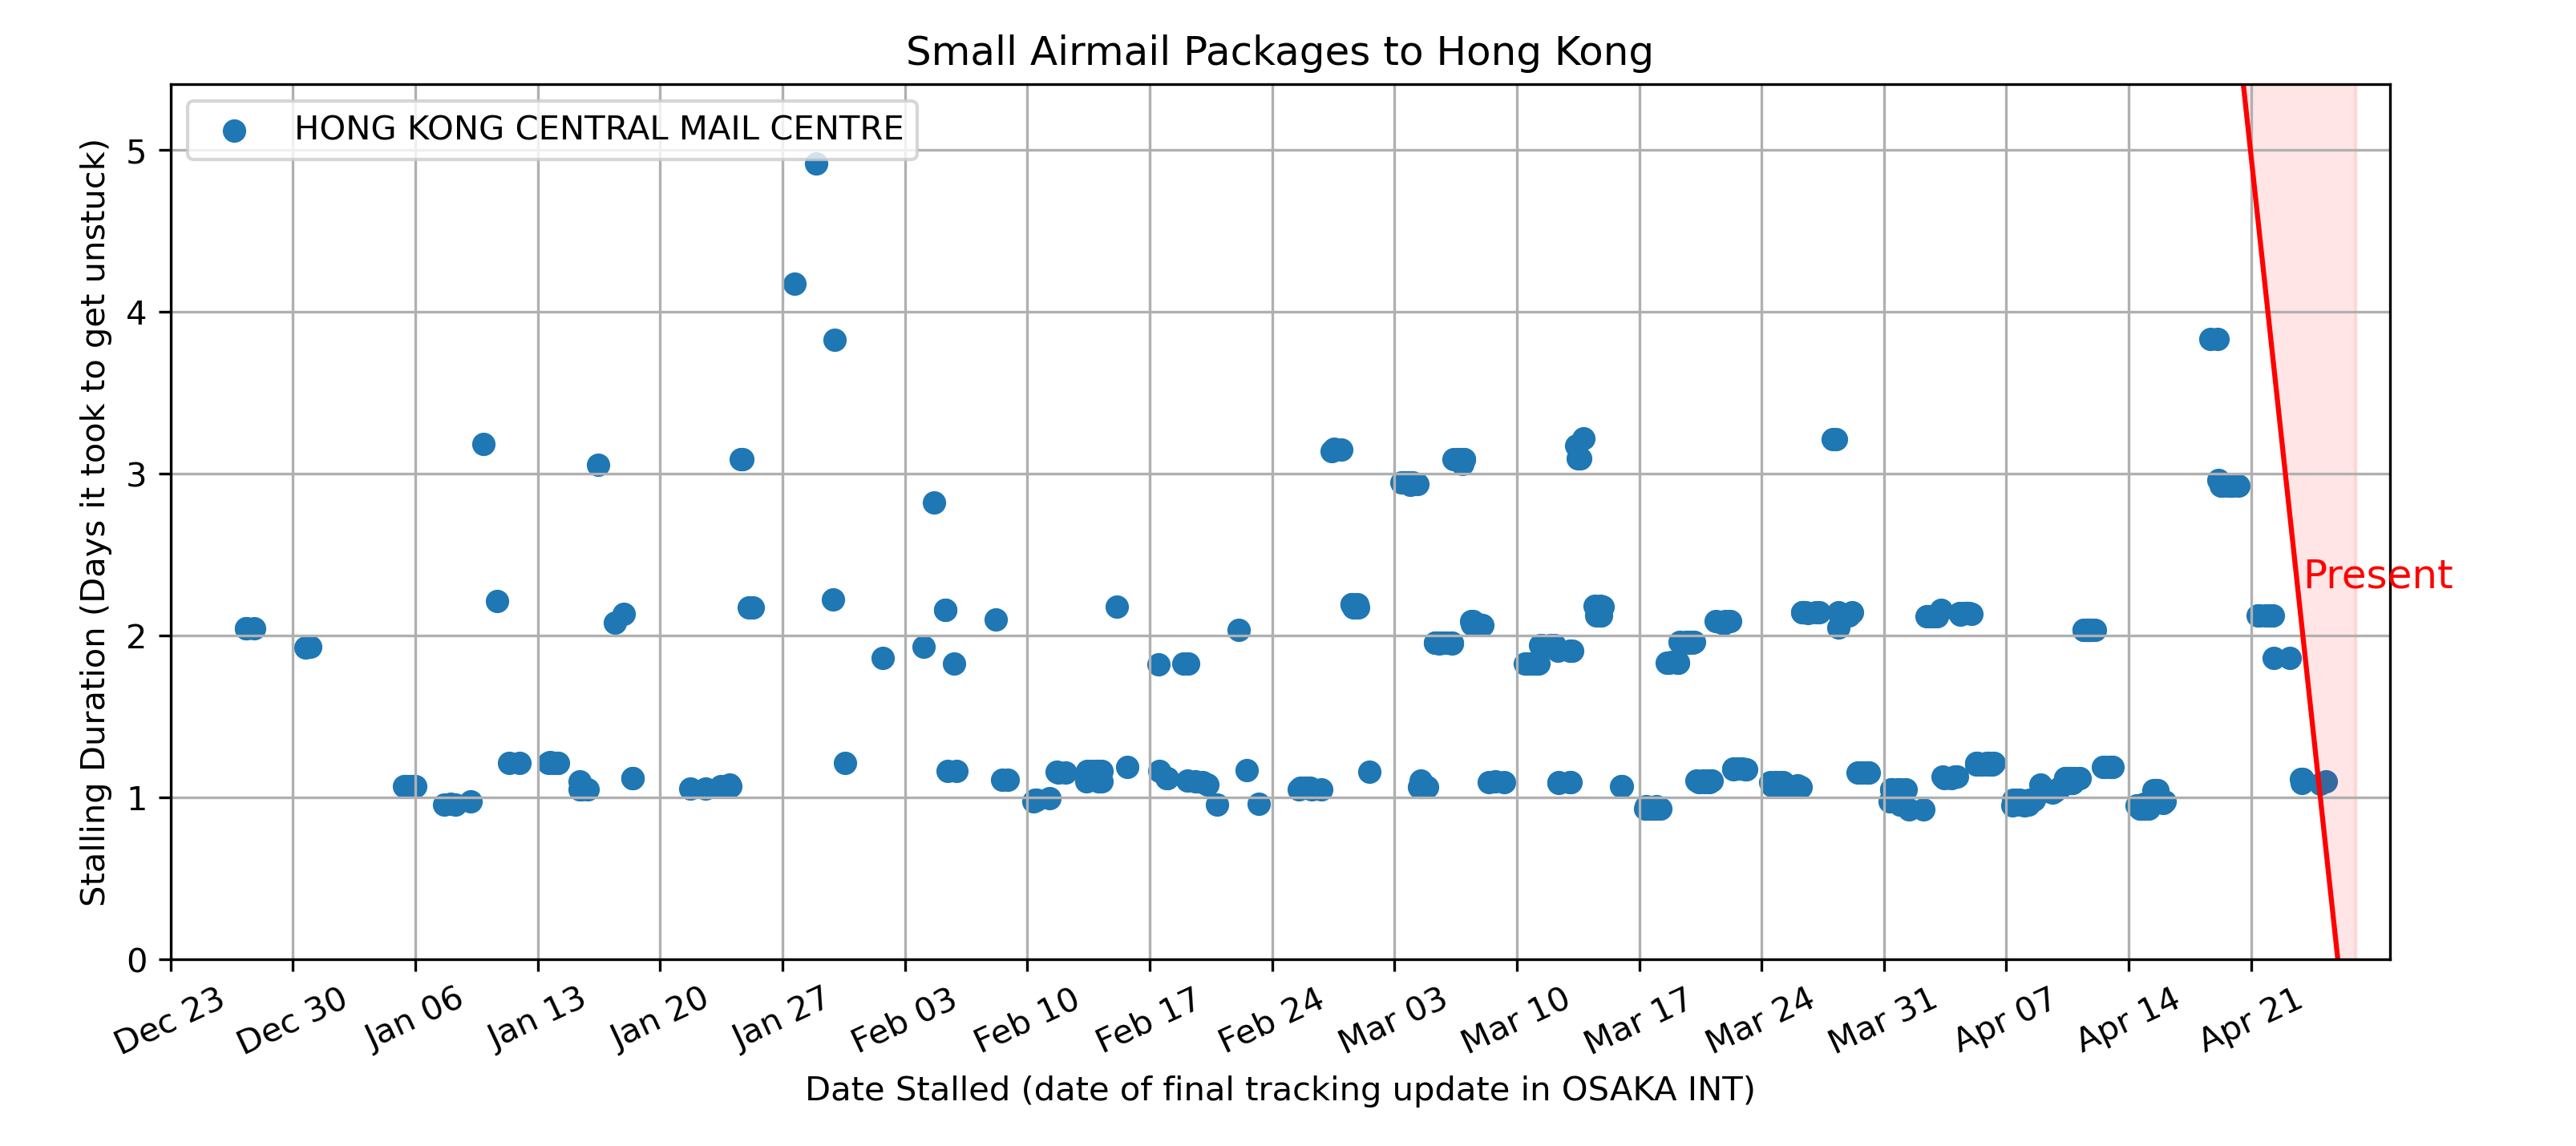 Small Airmail Packages to Hong Kong
HONG KONG CENTRAL MAIL CENTRE
Stalling Duration (Days it took to get unstuck)
5
4
3
2
1
0
Present
Dec 23
Dec 30
Jan 06
Jan 13
Jan 20
Jan 27
Feb 03
Feb 10
Feb 17
Feb 24
Mar 03
Mar 10
Mar 17
Mar 24
Mar 31
Apr 07
Apr 14
Apr 21
Date Stalled (date of final tracking update in OSAKA INT)